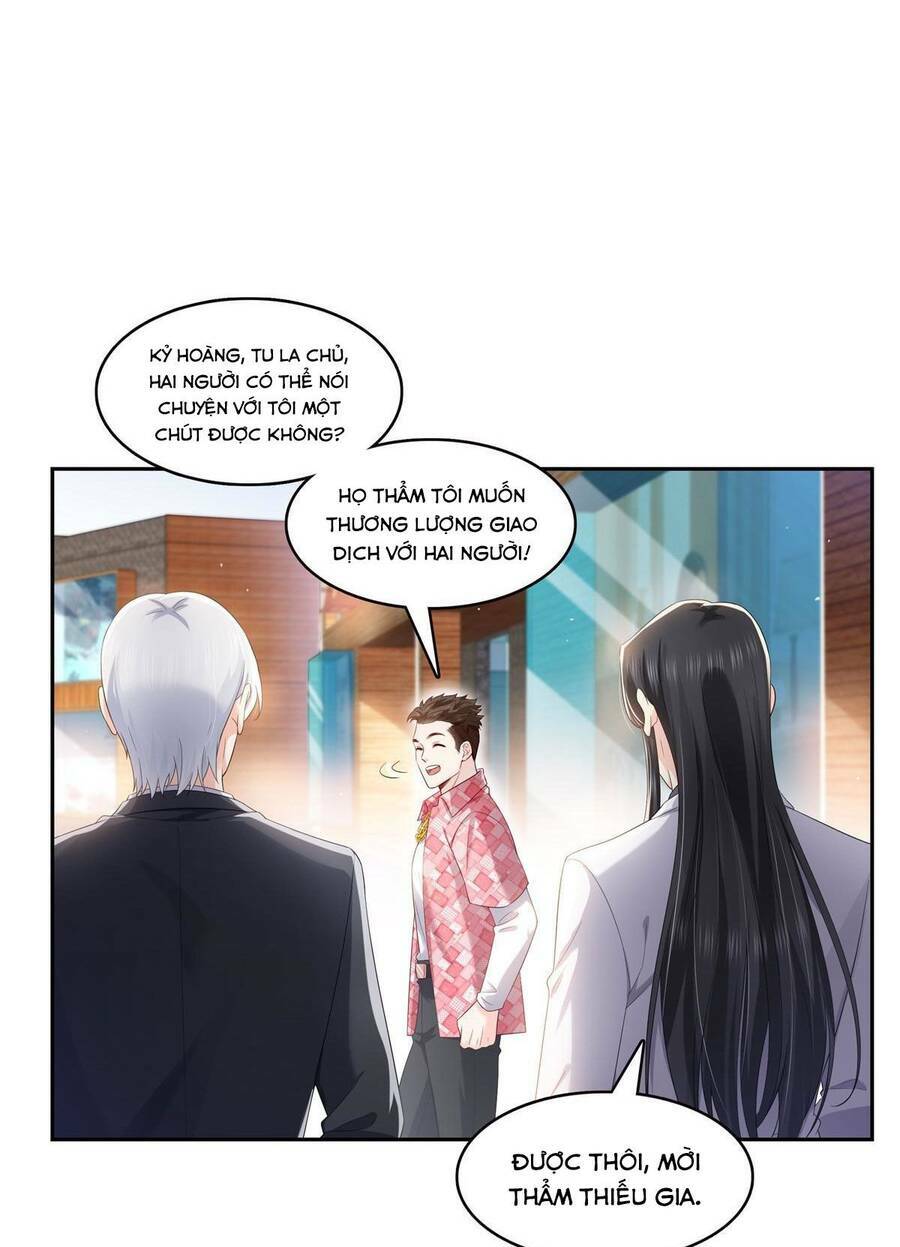 KỶ HOÀNG, TU LA CHỦ,
HAI NGƯỜI CÓ THỂ NÓI
CHUYỆN VỚI TÔI MỘT
CHÚT ĐƯỢC KHÔNG?
HỌ THẨM TÔI MUỐN
THƯƠNG LƯỢNG GIAO
DỊCH VỚI HAI NGƯỜI!
ĐƯỢC THÔI, MỜI
THẨM THIẾU GIA.